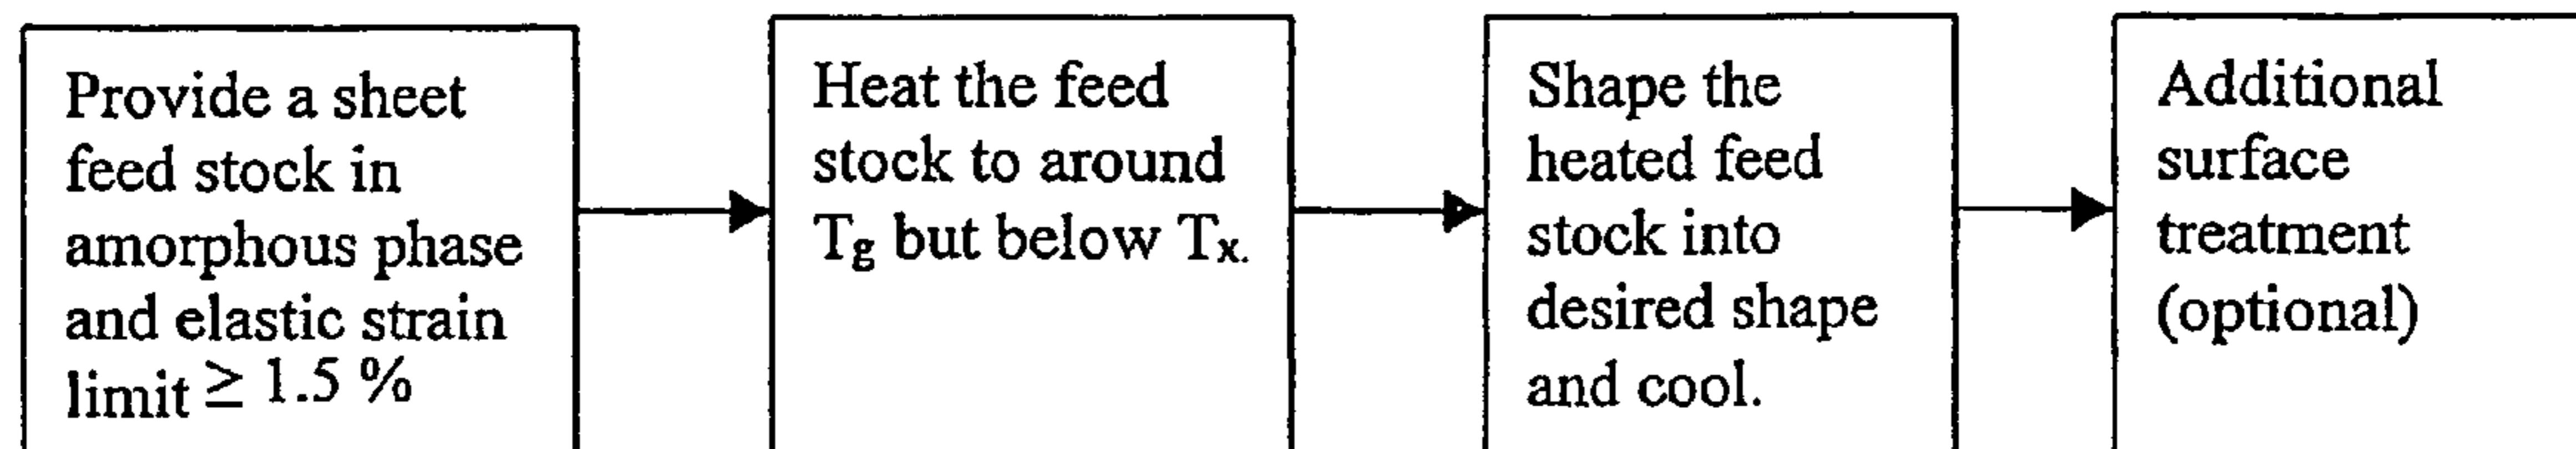 Provide a sheet
feed stock in
amorphous phase
and elastic strain
limit ≥ 1.5 %
Heat the feed
stock to around
Tg but below Tx.
Shape the
heated feed
stock into
desired shape
and cool.
Additional
surface
treatment
(optional)